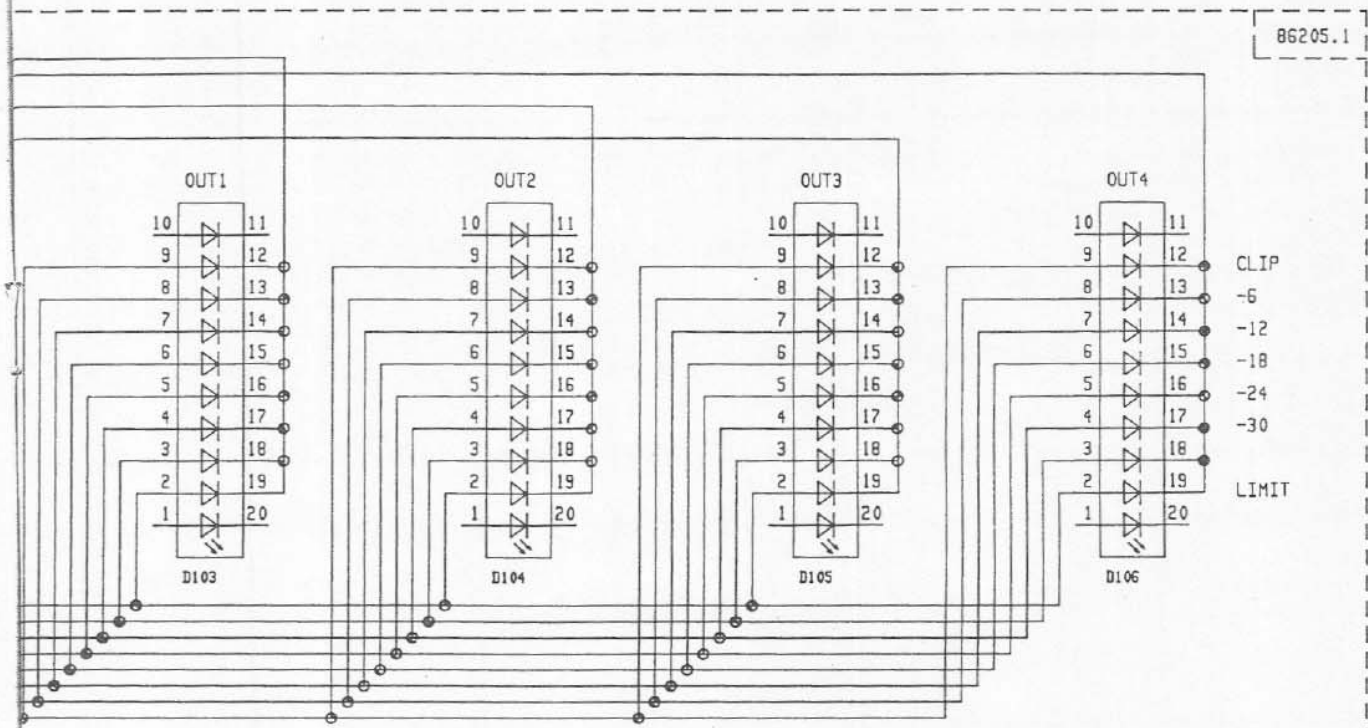 86205.1
OUT1 OUT2 OUT3 OUT4
10 11 10 11 10 11 10 11
9 12 9 12 9 12 9 12 CLIP
8 13 8 13 8 13 8 13 -6
7 14 7 14 7 14 7 14 -12
6 15 6 15 6 15 6 15 -18
5 16 5 16 5 16 5 16 -24
4 17 4 17 4 17 4 17 -30
3 18 3 18 3 18 3 18
2 19 2 19 2 19 2 19 LIMIT
1 20 1 20 1 20 1 20
D103 D104 D105 D106